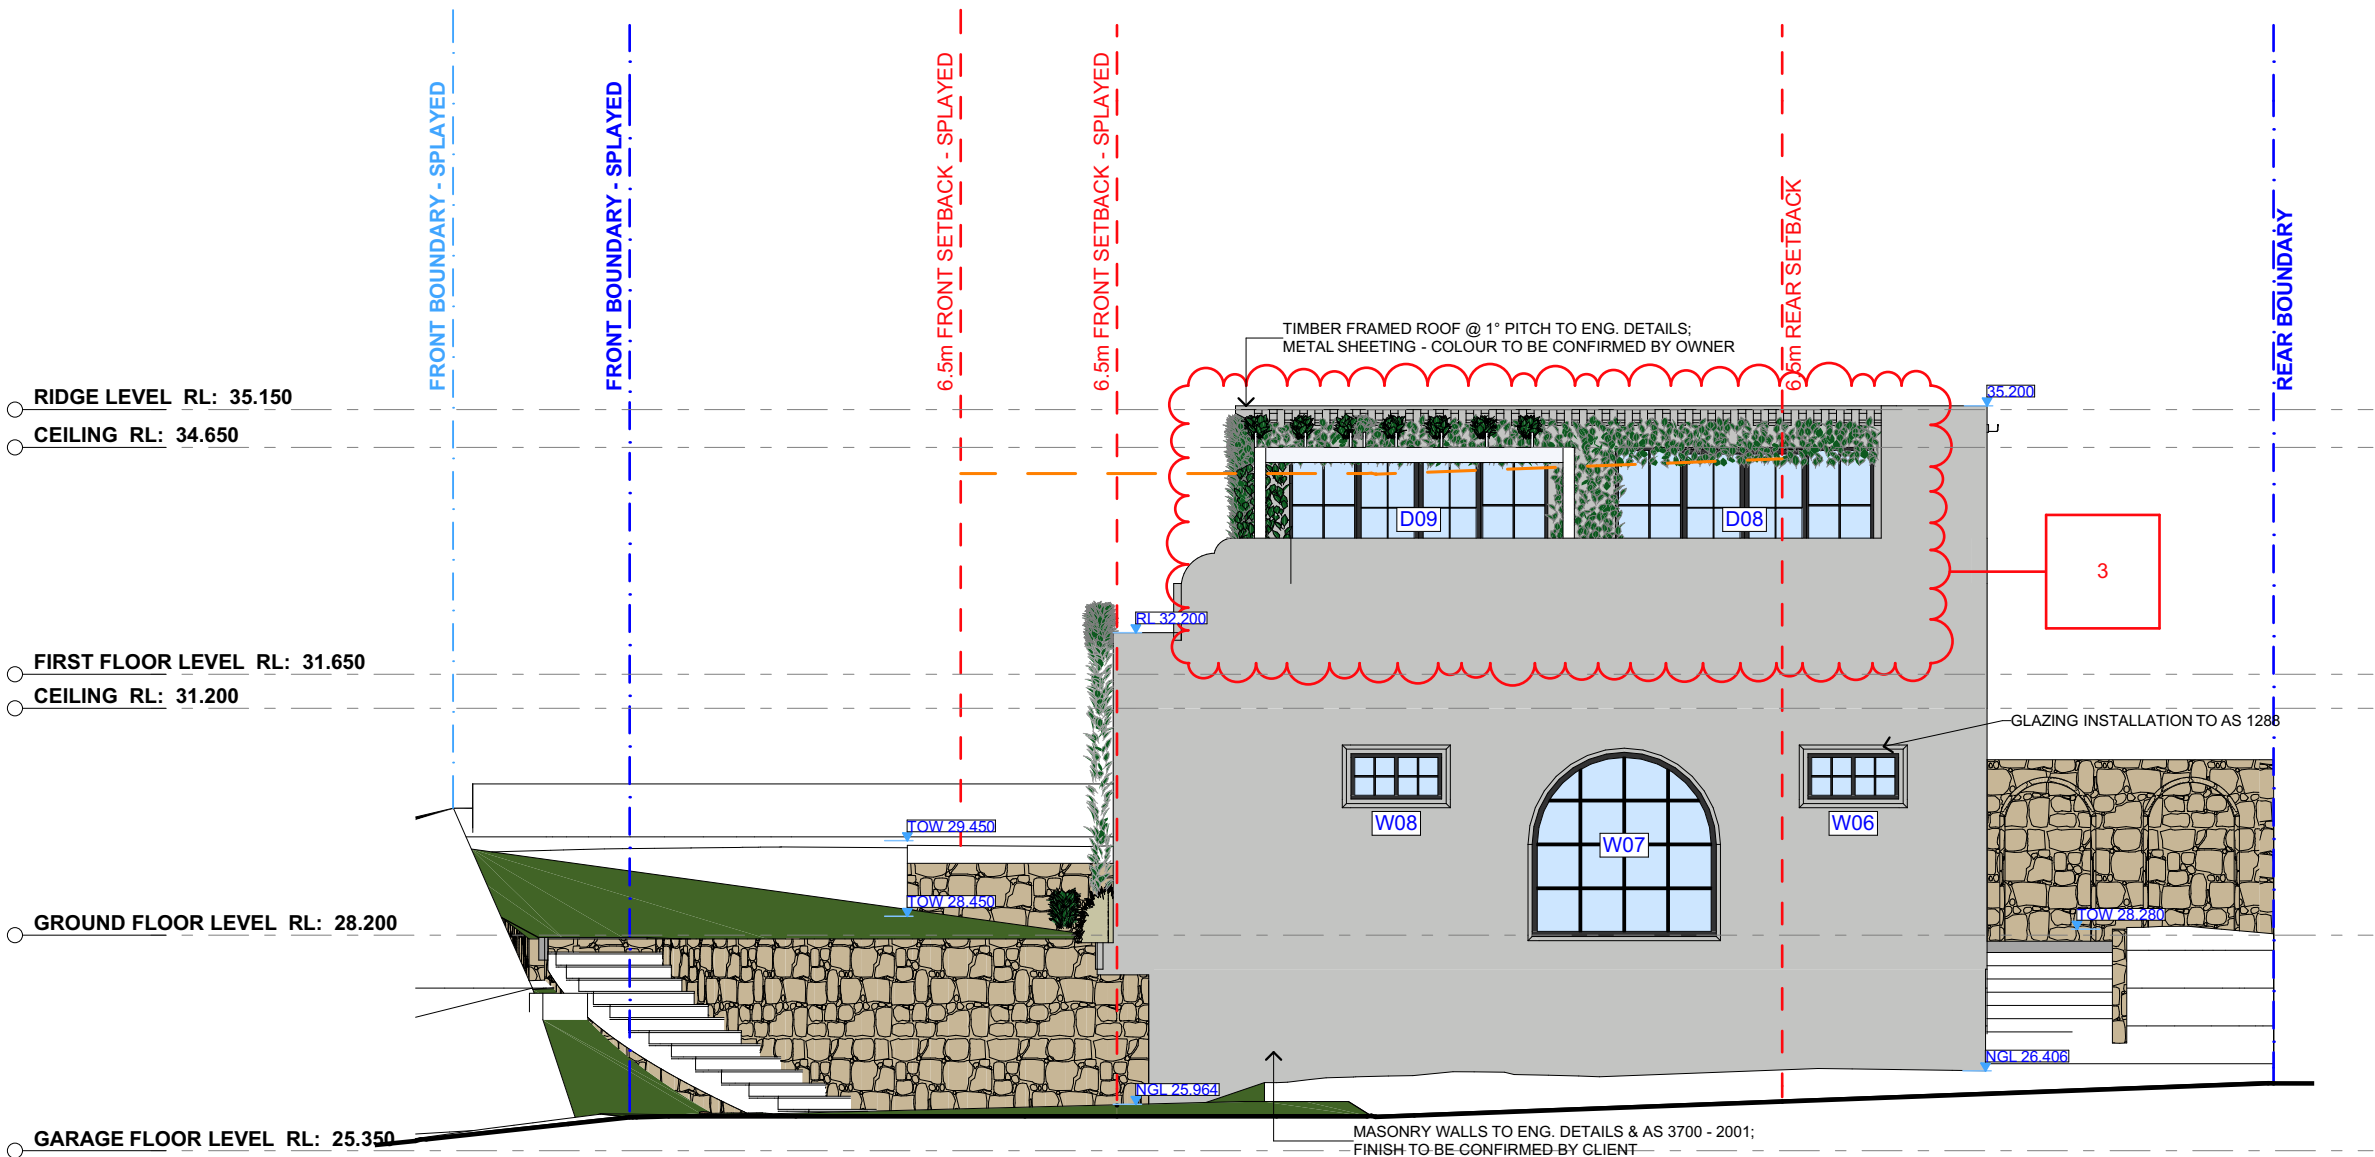 FRONT BOUNDARY - SPLAYED
FRONT BOUNDARY - SPLAYED
6.5m FRONT SETBACK - SPLAYED
6.5m FRONT SETBACK - SPLAYED
6.5m REAR SETBACK
REAR BOUNDARY
TIMBER FRAMED ROOF @ 1° PITCH TO ENG. DETAILS;
METAL SHEETING - COLOUR TO BE CONFIRMED BY OWNER
RIDGE LEVEL RL: 35.150
35.200
CEILING RL: 34.650
D09
D08
3
RL 32.200
FIRST FLOOR LEVEL RL: 31.650
CEILING RL: 31.200
GLAZING INSTALLATION TO AS 1288
W08
W07
W06
TOW 29.450
TOW 28.450
TOW 28.280
GROUND FLOOR LEVEL RL: 28.200
NGL 26.406
NGL 25.964
GARAGE FLOOR LEVEL RL: 25.350
MASONRY WALLS TO ENG. DETAILS & AS 3700 - 2001;
FINISH TO BE CONFIRMED BY CLIENT